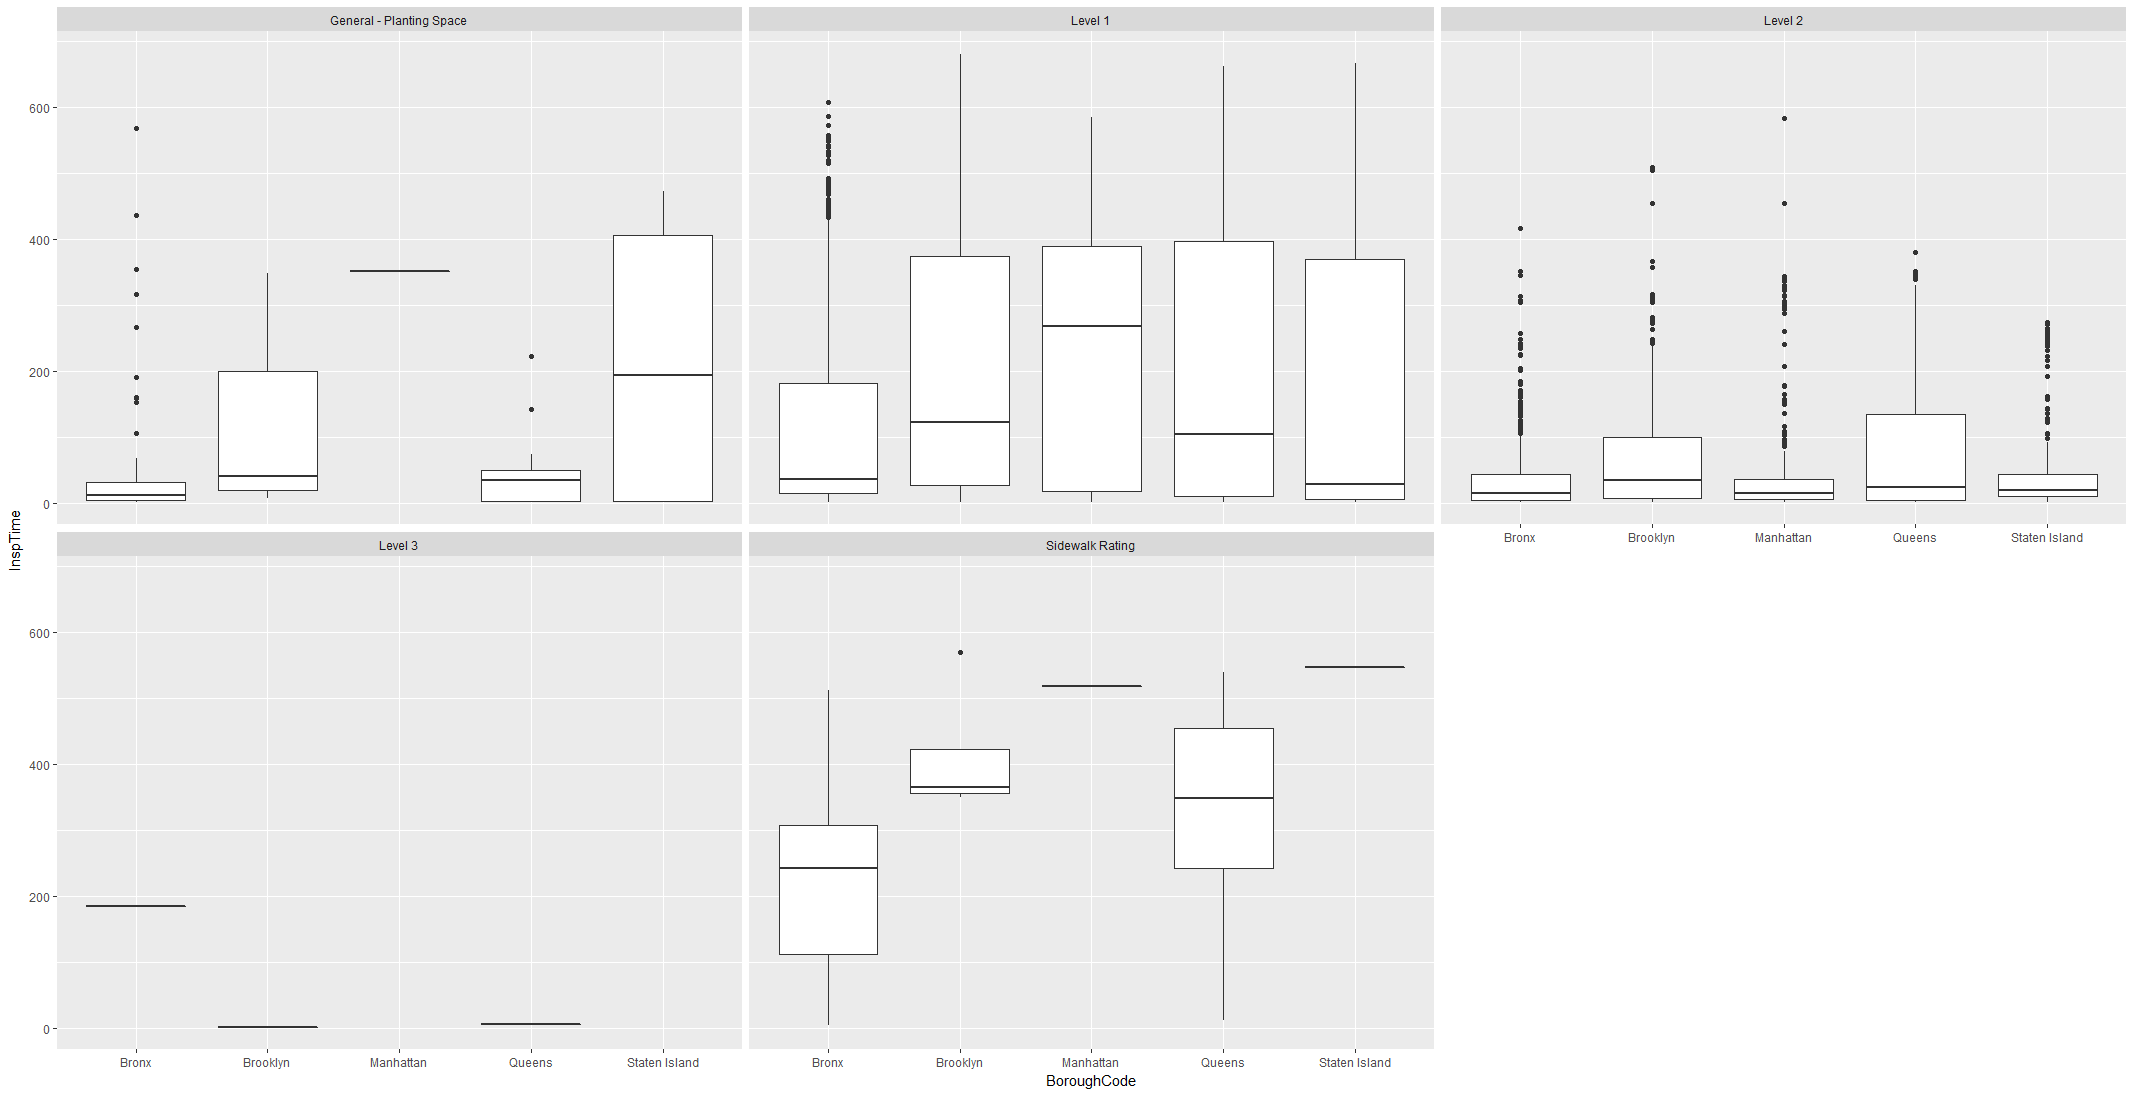 General - Planting Space
Level 1
Level 2
600
400
200
0
Bronx Brooklyn Manhattan Queens Staten Island
InspTime
Level 3
Sidewalk Rating
600
400
200
0
Bronx Brooklyn Manhattan Queens Staten Island
Bronx Brooklyn Manhattan Queens Staten Island
BoroughCode